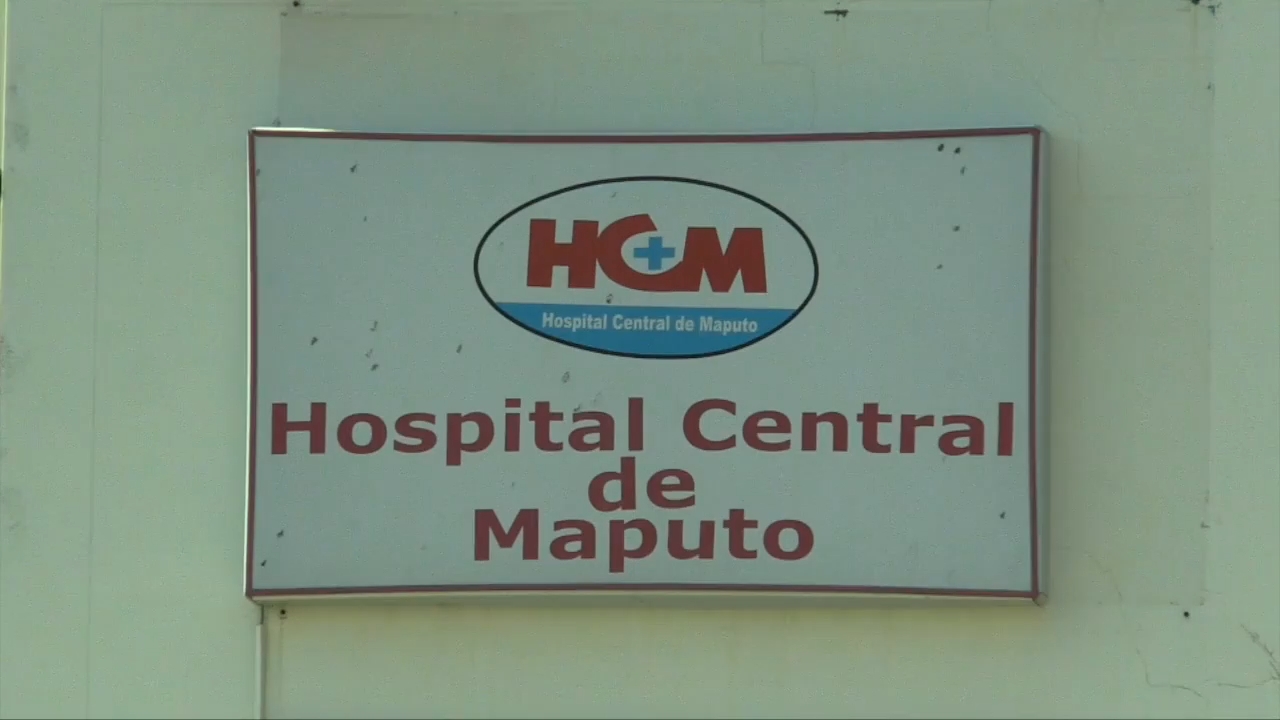 HCM
Hospital Central de Maputo
Hospital Central
de
Maputo